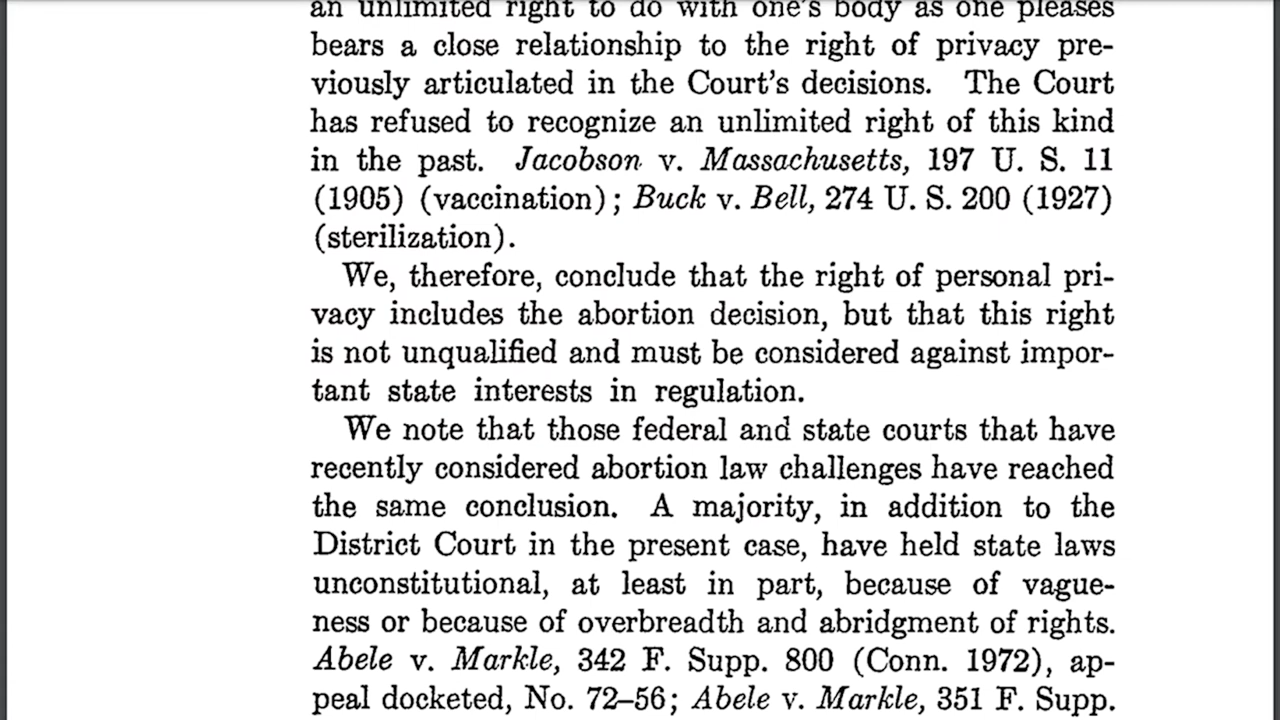 an unlimited right to do with one's body as one pleases
bears a close relationship to the right of privacy pre-
viously articulated in the Court's decisions. The Court
has refused to recognize an unlimited right of this kind
in the past. Jacobson v. Massachusetts, 197 U. S. 11
(1905) (vaccination); Buck v. Bell, 274 U. S. 200 (1927)
(sterilization).
We, therefore, conclude that the right of personal pri-
vacy includes the abortion decision, but that this right
is not unqualified and must be considered against impor-
tant state interests in regulation.
We note that those federal and state courts that have
recently considered abortion law challenges have reached
the same conclusion. A majority, in addition to the
District Court in the present case, have held state laws
unconstitutional, at least in part, because of vague-
ness or because of overbreadth and abridgment of rights.
Abele v. Markle, 342 F. Supp. 800 (Conn. 1972), ap-
peal docketed, No. 72–56; Abele v. Markle, 351 F. Supp.